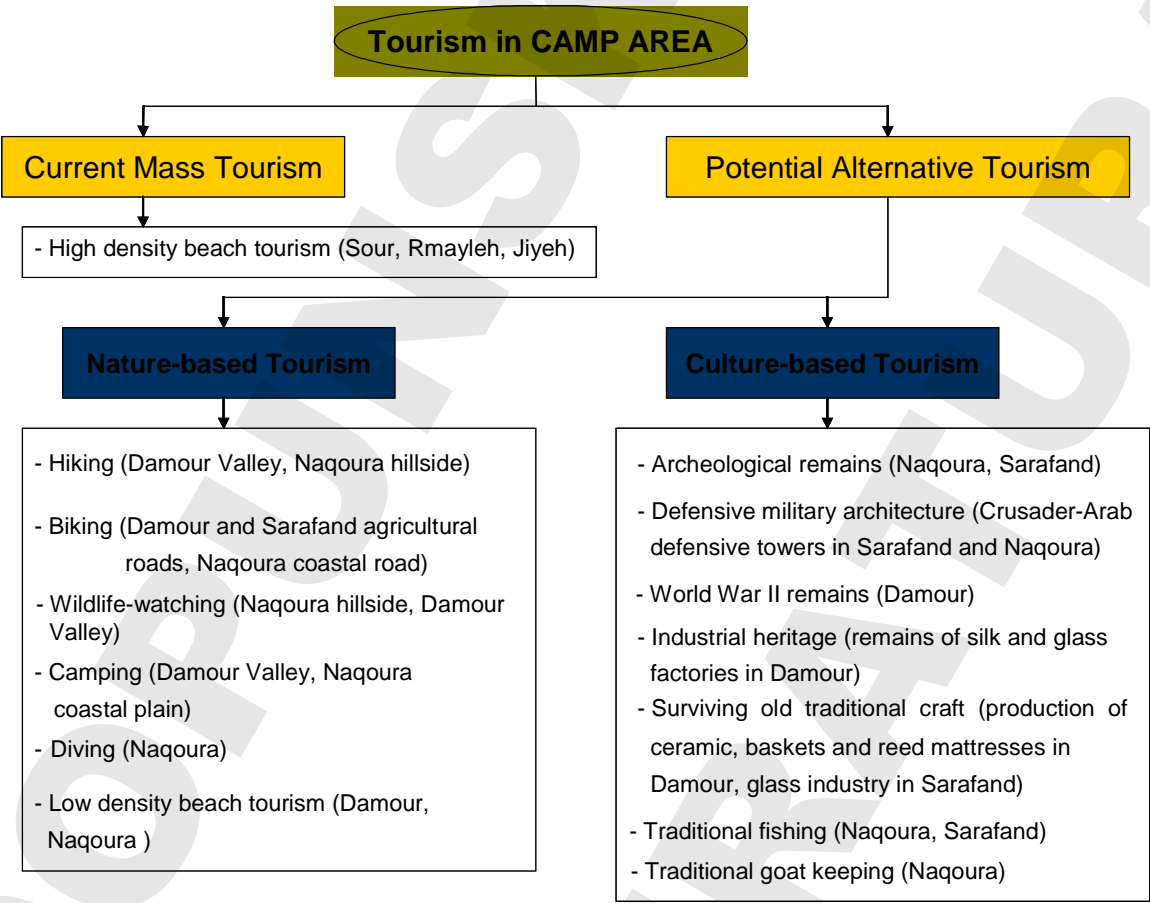 Tourism in CAMP AREA
Current Mass Tourism
Potential Alternative Tourism
- High density beach tourism (Sour, Rmayleh, Jiyeh)
Nature-based Tourism
Culture-based Tourism
- Hiking (Damour Valley, Naqoura hillside)
- Biking (Damour and Sarafand agricultural
roads, Naqoura coastal road)
- Wildlife-watching (Naqoura hillside, Damour
Valley)
- Camping (Damour Valley, Naqoura
coastal plain)
- Diving (Naqoura)
- Low density beach tourism (Damour,
Naqoura )
- Archeological remains (Naqoura, Sarafand)
- Defensive military architecture (Crusader-Arab
defensive towers in Sarafand and Naqoura)
- World War II remains (Damour)
- Industrial heritage (remains of silk and glass
factories in Damour)
- Surviving old traditional craft (production of
ceramic, baskets and reed mattresses in
Damour, glass industry in Sarafand)
- Traditional fishing (Naqoura, Sarafand)
- Traditional goat keeping (Naqoura)